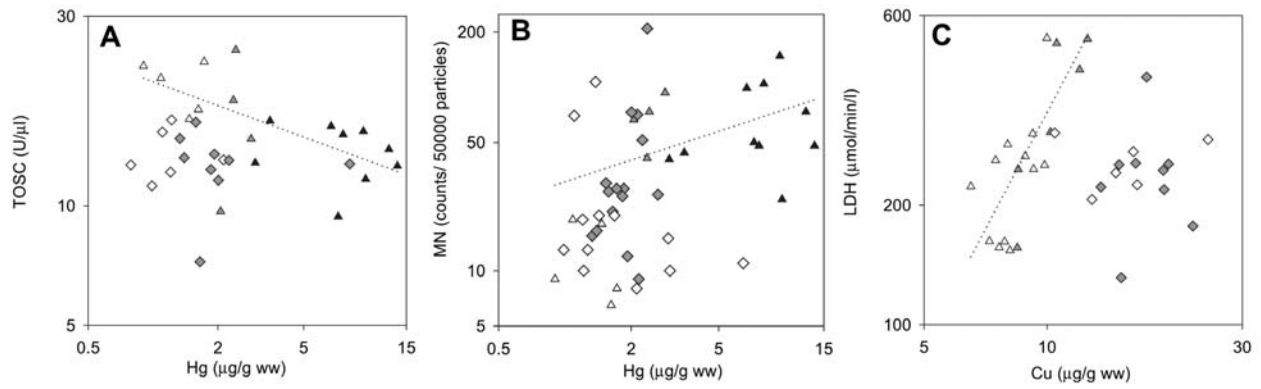 A
30
10
5
TOSC (U/µl)
0.5
2
5
15
Hg (µg/g ww)
B
200
50
10
5
MN (counts/ 50000 particles)
0.5
2
5
15
Hg (µg/g ww)
C
600
200
100
LDH (µmol/min/l)
5
10
30
Cu (µg/g ww)